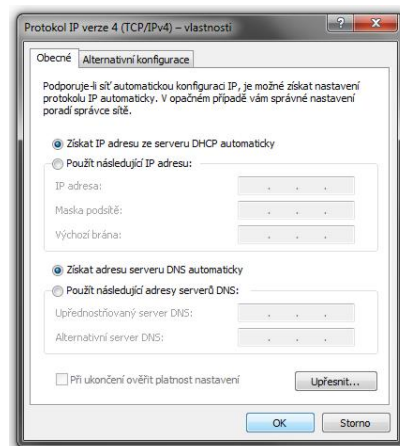 Protokol IP verze 4 (TCP/IPv4) – vlastnosti
Obecné
Alternativní konfigurace
Podporuje-li síť automatickou konfiguraci IP, je možné získat nastavení
protokolu IP automaticky. V opačném případě vám správné nastavení
poradí správce sítě.
Získat IP adresu ze serveru DHCP automaticky
Použít následující IP adresu:
IP adresa:
Maska podsítě:
Výchozí brána:
Získat adresu serveru DNS automaticky
Použít následující adresy serverů DNS:
Upřednostňovaný server DNS:
Alternativní server DNS:
Při ukončení ověřit platnost nastavení
Upřesnit...
OK
Storno